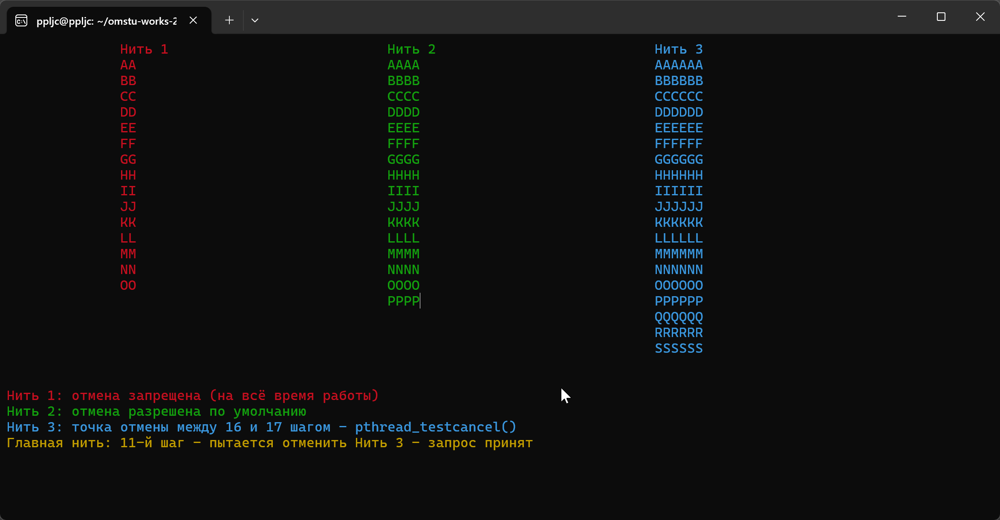 ppljc@ppljc: ~/omstu-works-2
Нить 1 Нить 2 Нить 3
AA AAAA AAAAAA
BB BBBB BBBBBB
CC CCCC CCCCCC
DD DDDD DDDDDD
EE EEEE EEEEEE
FF FFFF FFFFFF
GG GGGG GGGGGG
HH HHHH HHHHHH
II IIII IIIIII
JJ JJJJ JJJJJJ
KK KKKK KKKKKK
LL LLLL LLLLLL
MM MMMM MMMMMM
NN NNNN NNNNNN
OO OOOO OOOOOO
PPPP PPPPPP
QQQQQQ
RRRRRR
SSSSSS
Нить 1: отмена запрещена (на всё время работы)
Нить 2: отмена разрешена по умолчанию
Нить 3: точка отмены между 16 и 17 шагом - pthread_testcancel()
Главная нить: 11-й шаг - пытается отменить Нить 3 - запрос принят